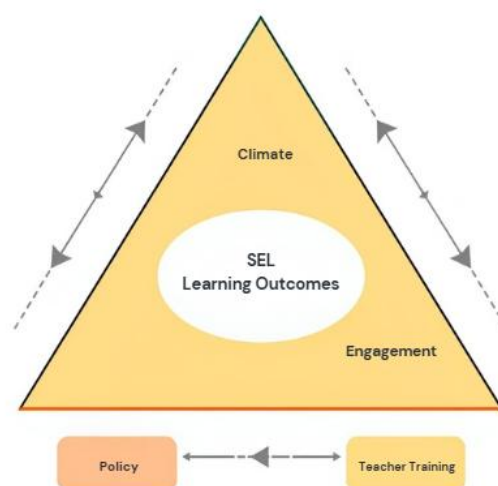 Climate
SEL
Learning Outcomes
Engagement
Policy
Teacher Training